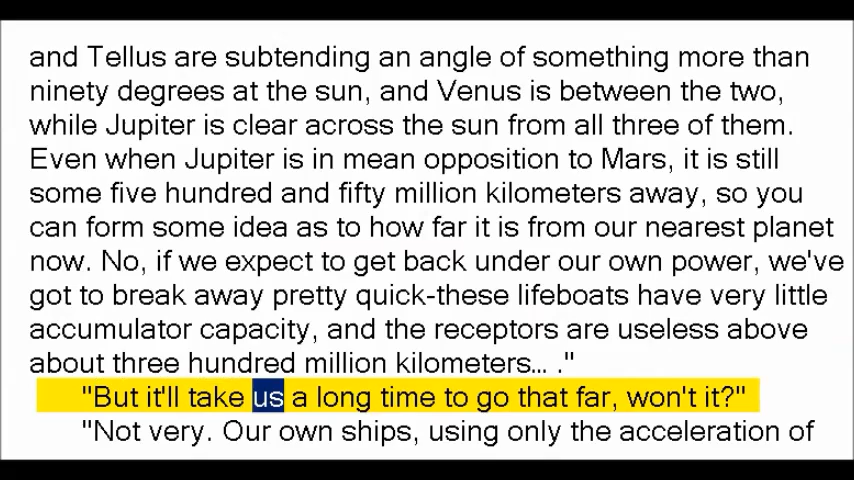 and Tellus are subtending an angle of something more than
ninety degrees at the sun, and Venus is between the two,
while Jupiter is clear across the sun from all three of them.
Even when Jupiter is in mean opposition to Mars, it is still
some five hundred and fifty million kilometers away, so you
can form some idea as to how far it is from our nearest planet
now. No, if we expect to get back under our own power, we've
got to break away pretty quick-these lifeboats have very little
accumulator capacity, and the receptors are useless above
about three hundred million kilometers... ."
"But it'll take us a long time to go that far, won't it?"
"Not very. Our own ships, using only the acceleration of